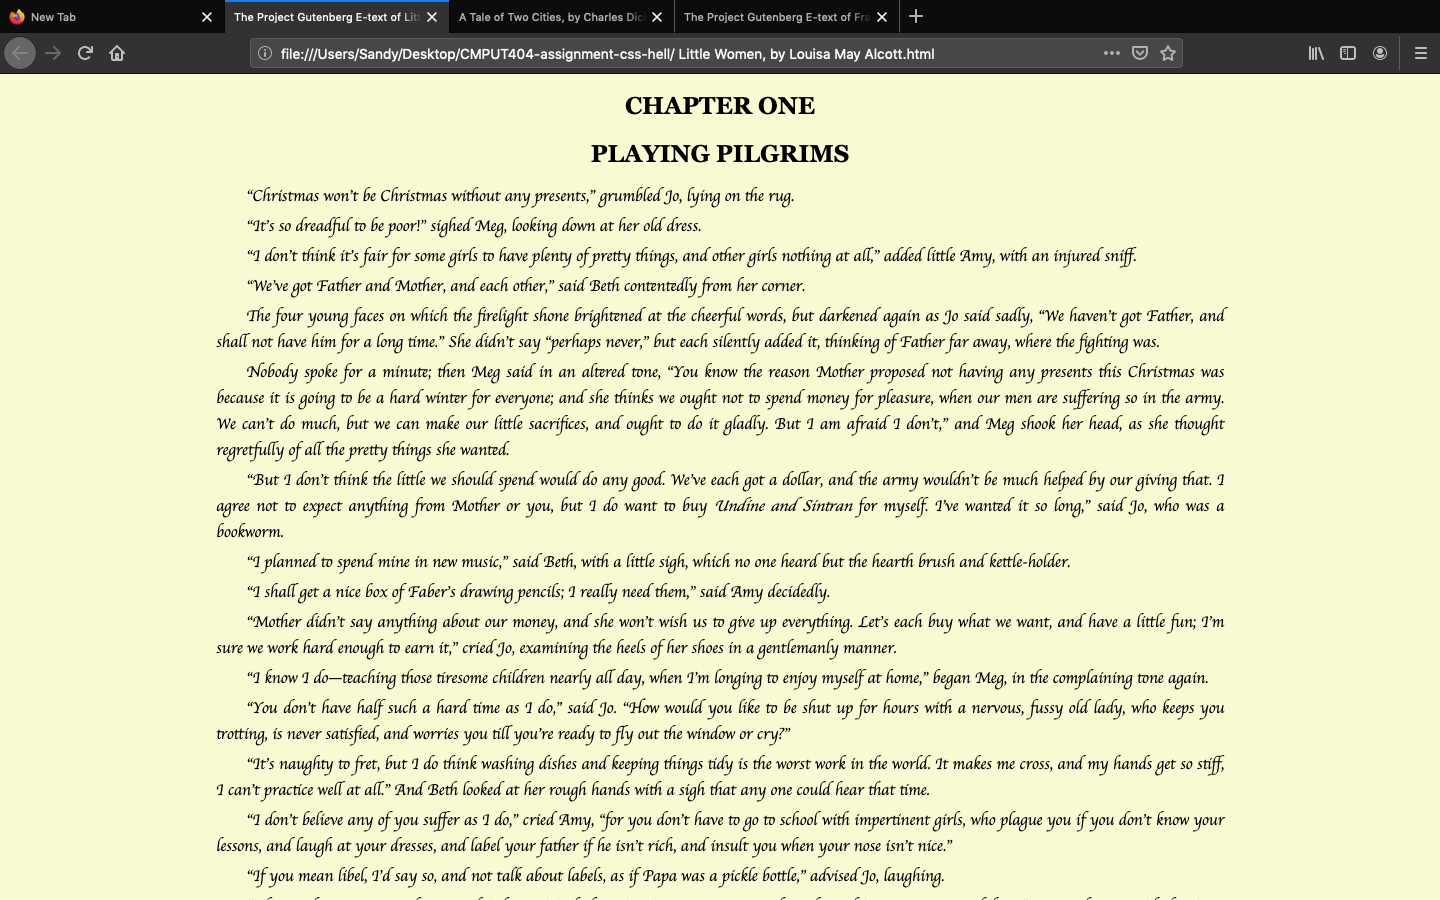 New Tab
The Project Gutenberg E-text of Litt
A Tale of Two Cities, by Charles Dic
The Project Gutenberg E-text of Fra
file:///Users/Sandy/Desktop/CMPUT404-assignment-css-hell/ Little Women, by Louisa May Alcott.html
CHAPTER ONE
PLAYING PILGRIMS
“Christmas won't be Christmas without any presents,” grumbled Jo, lying on the rug.
“It's so dreadful to be poor!” sighed Meg, looking down at her old dress.
“I don't think it's fair for some girls to have plenty of pretty things, and other girls nothing at all,” added little Amy, with an injured sniff.
“We've got Father and Mother, and each other,” said Beth contentedly from her corner.
The four young faces on which the firelight shone brightened at the cheerful words, but darkened again as Jo said sadly, “We haven't got Father, and
shall not have him for a long time.” She didn't say “perhaps never,” but each silently added it, thinking of Father far away, where the fighting was.
Nobody spoke for a minute; then Meg said in an altered tone, “You know the reason Mother proposed not having any presents this Christmas was
because it is going to be a hard winter for everyone; and she thinks we ought not to spend money for pleasure, when our men are suffering so in the army.
We can't do much, but we can make our little sacrifices, and ought to do it gladly. But I am afraid I don't,” and Meg shook her head, as she thought
regretfully of all the pretty things she wanted.
“But I don't think the little we should spend would do any good. We've each got a dollar, and the army wouldn't be much helped by our giving that. I
agree not to expect anything from Mother or you, but I do want to buy Undine and Sintran for myself. I've wanted it so long,” said Jo, who was a
bookworm.
“I planned to spend mine in new music,” said Beth, with a little sigh, which no one heard but the hearth brush and kettle-holder.
“I shall get a nice box of Faber's drawing pencils; I really need them,” said Amy decidedly.
“Mother didn't say anything about our money, and she won't wish us to give up everything. Let's each buy what we want, and have a little fun; I'm
sure we work hard enough to earn it,” cried Jo, examining the heels of her shoes in a gentlemanly manner.
“I know I do—teaching those tiresome children nearly all day, when I'm longing to enjoy myself at home,” began Meg, in the complaining tone again.
“You don't have half such a hard time as I do,” said Jo. “How would you like to be shut up for hours with a nervous, fussy old lady, who keeps you
trotting, is never satisfied, and worries you till you're ready to fly out the window or cry?”
“It's naughty to fret, but I do think washing dishes and keeping things tidy is the worst work in the world. It makes me cross, and my hands get so stiff,
I can't practice well at all.” And Beth looked at her rough hands with a sigh that any one could hear that time.
“I don't believe any of you suffer as I do,” cried Amy, “for you don't have to go to school with impertinent girls, who plague you if you don't know your
lessons, and laugh at your dresses, and label your father if he isn't rich, and insult you when your nose isn't nice.”
“If you mean libel, I'd say so, and not talk about labels, as if Papa was a pickle bottle,” advised Jo, laughing.